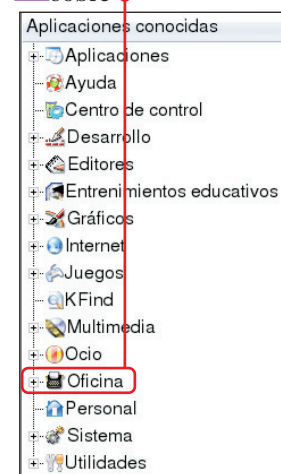 Aplicaciones conocidas
Aplicaciones
Ayuda
Centro de control
Desarrollo
Editores
Entrenimientos educativos
Gráficos
Internet
Juegos
KFind
Multimedia
Ocio
Oficina
Personal
Sistema
Utilidades